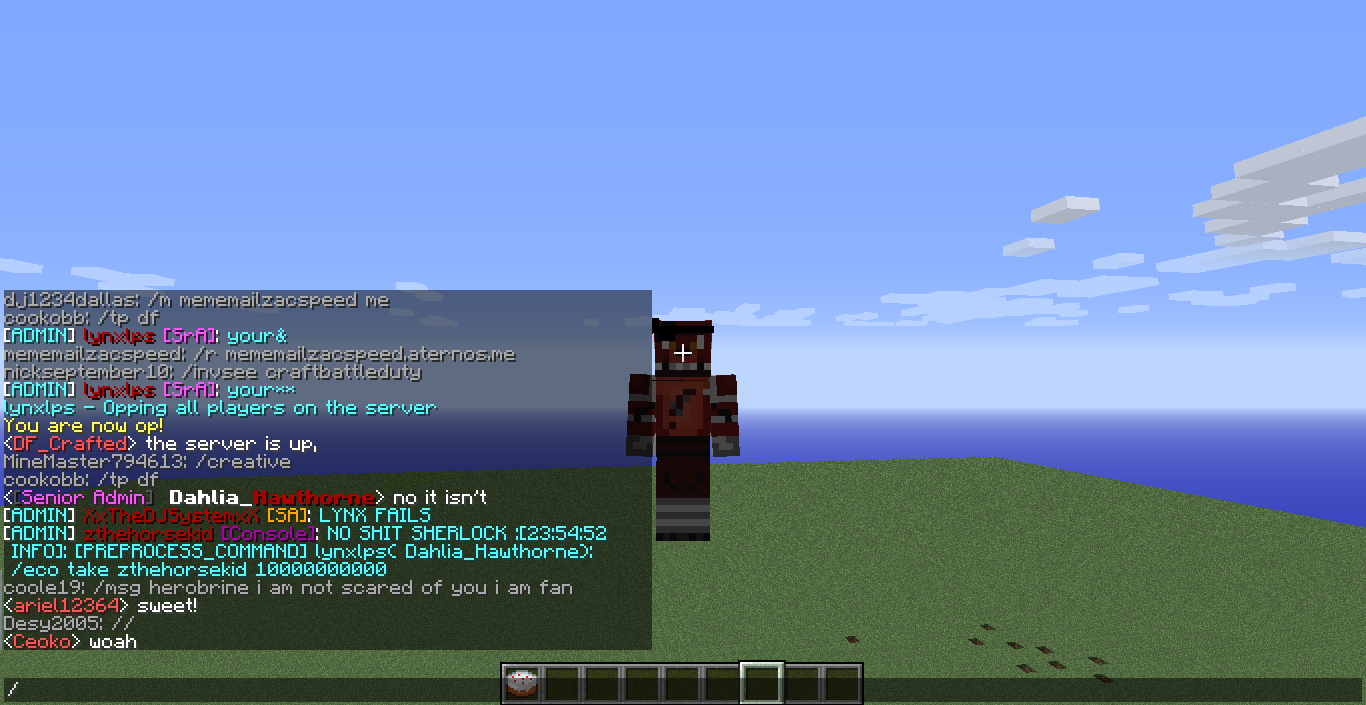 dj1234dallas: /m mememailzacspeed me
cookobb: /tp df
[ADMIN] lynxlps [SrA]: your&
mememailzacspeed: /r mememailzacspeed.aternos.me
nickseptember10: /invsee craftbattleduty
[ADMIN] lynxlps [SrA]: your**
lynxlps - Opping all players on the server
You are now op!
<DF_Crafted> the server is up,
MineMaster794613: /creative
cookobb: /tp df
<[Senior Admin] Dahlia_Hawthorne> no it isn't
[ADMIN] XxTheDJSystemxX [SA]: LYNX FAILS
[ADMIN] zthehorsekid [Console]: NO SHIT SHERLOCK :[23:54:52
INFO]: [PREPROCESS_COMMAND] lynxlps( Dahlia_Hawthorne):
/eco take zthehorsekid 10000000000
coole19: /msg herobrine i am not scared of you i am fan
<ariel12364> sweet!
Desy2005: //
<Ceoko> woah
/